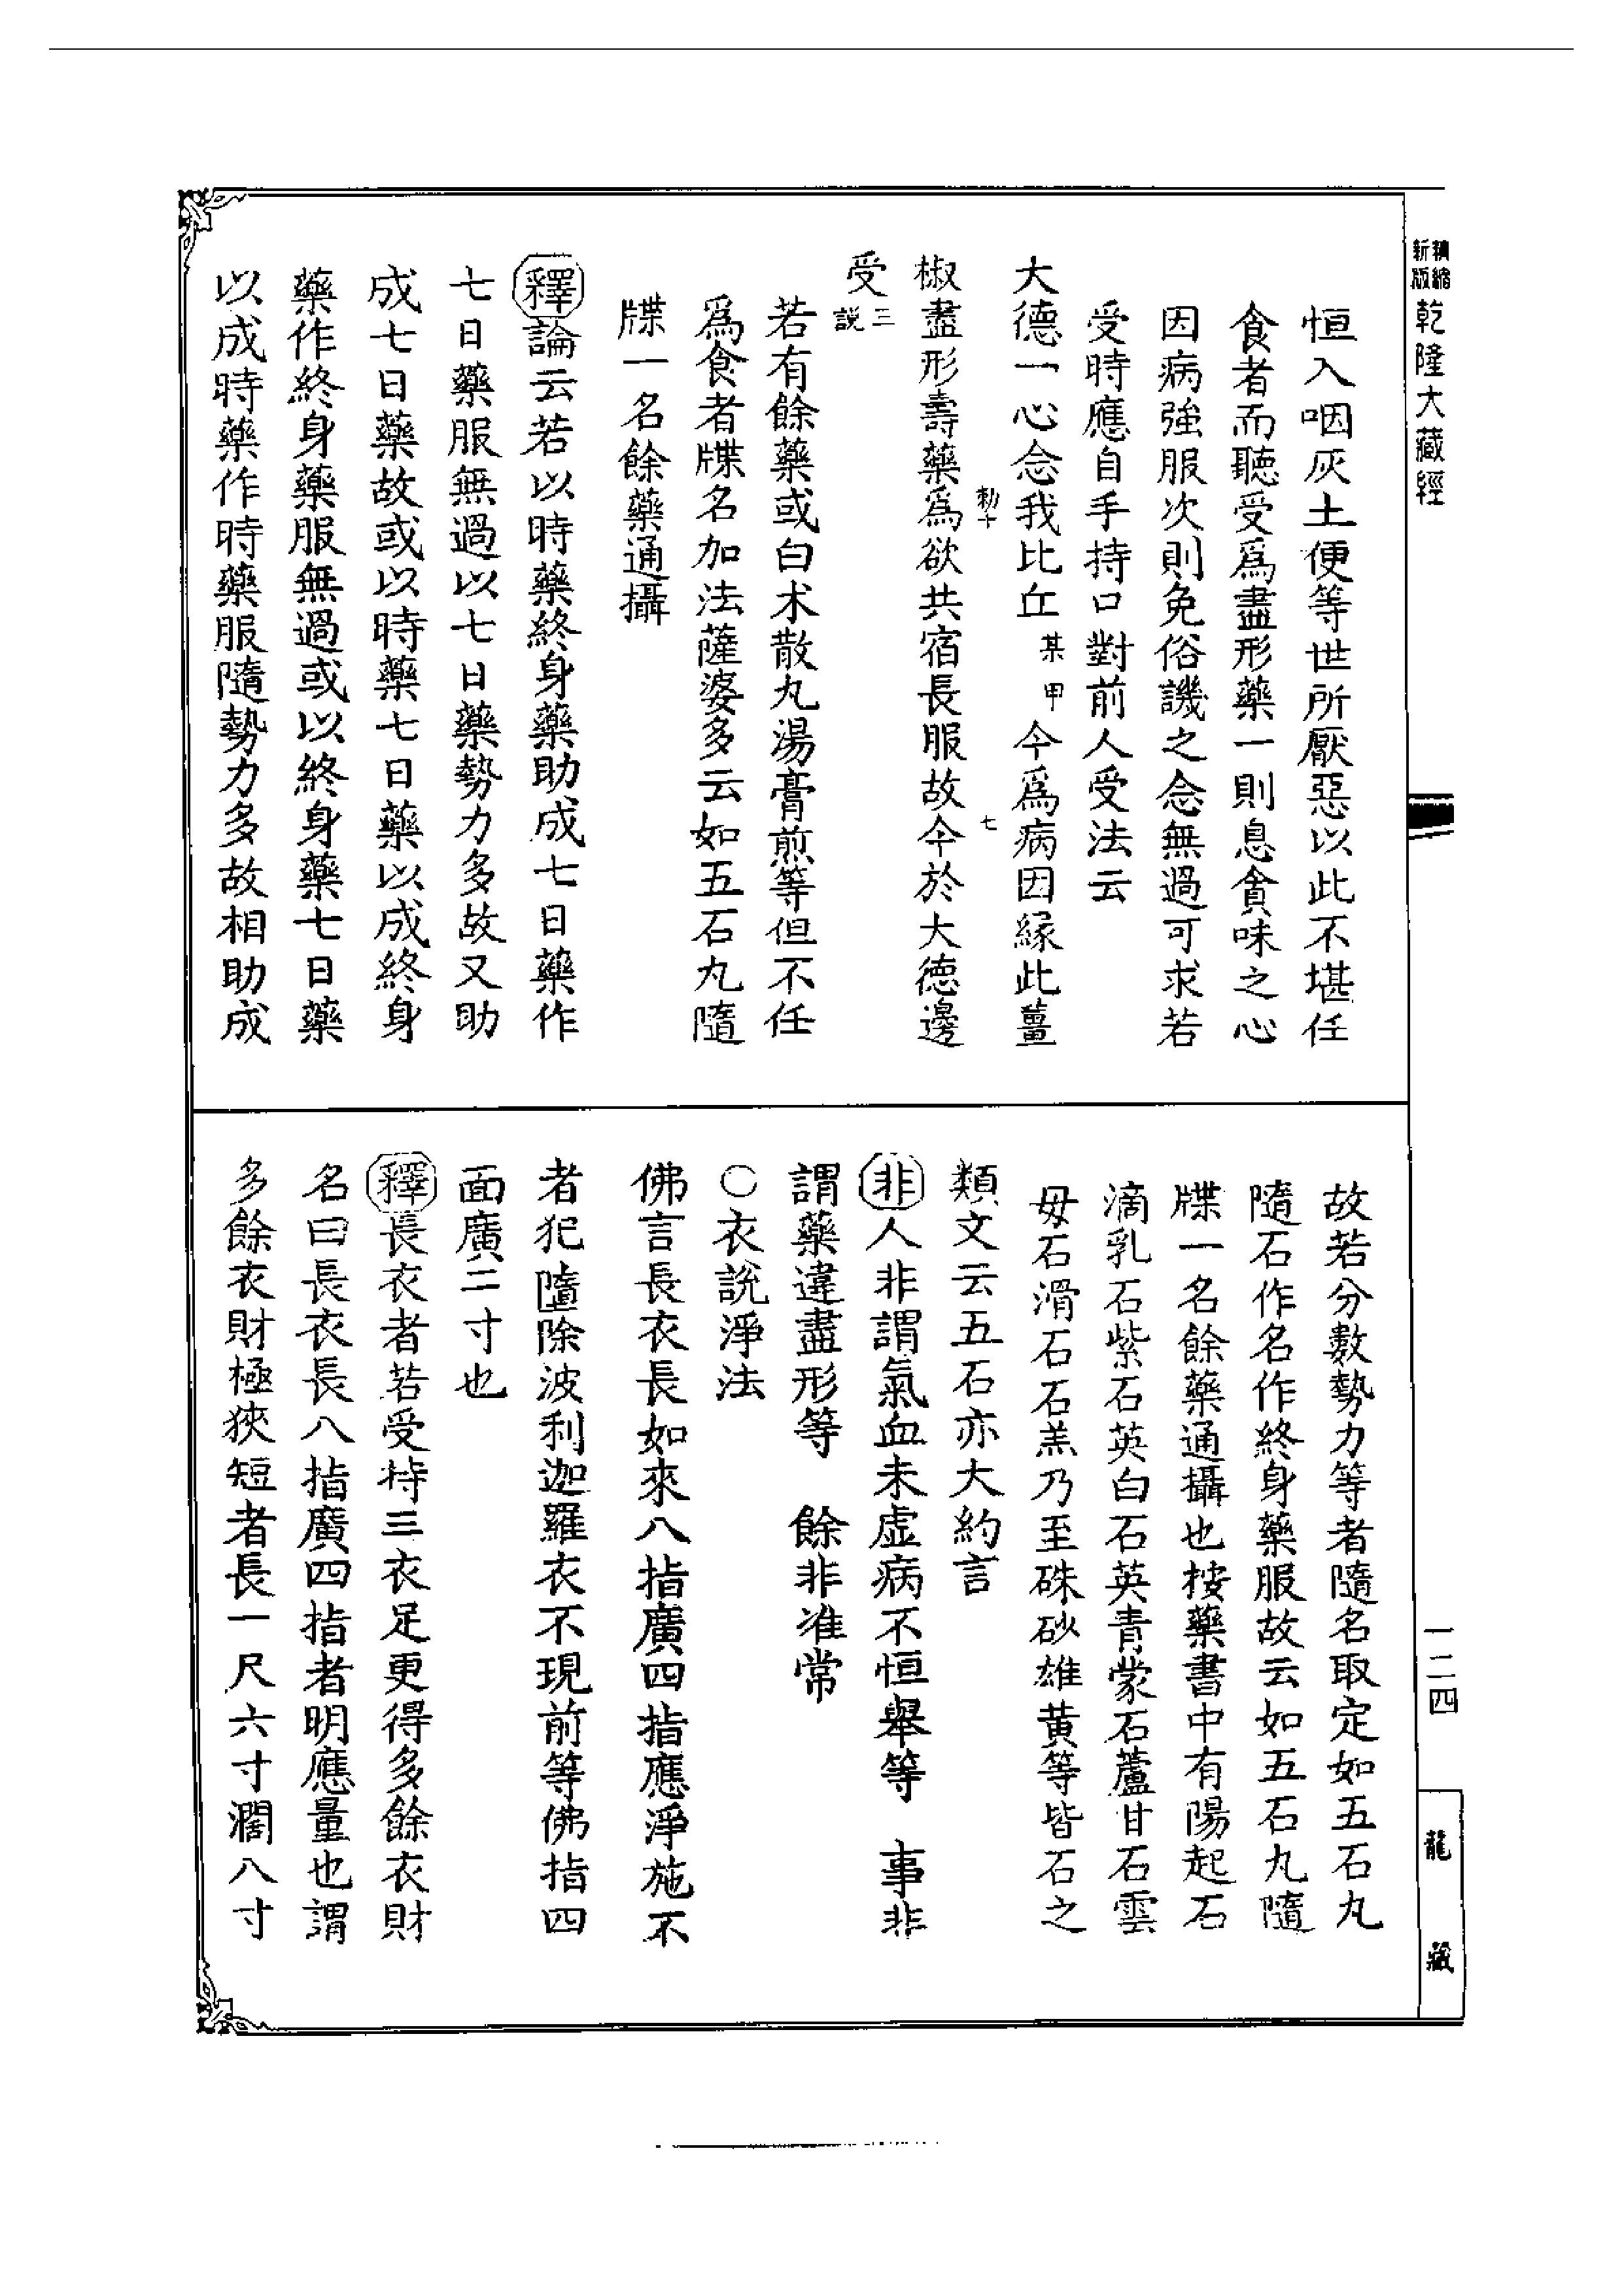 新版精縮
乾隆大藏經
一二四
龍藏
恒入咽灰土便等世所厭惡以此不堪任
食者而聽受爲盡形藥一則息貪味之心
因病強服次則免俗譏之念無過可求若
受時應自手持口對前人受法云
大德一心念我比丘某甲今爲病因緣此薑
勅十
七
椒盡形壽藥爲欲共宿長服故今於大德邊
受三說
若有餘藥或白朮散丸湯膏煎等但不任
爲食者牒名加法薩婆多云如五石丸隨
牒一名餘藥通攝
釋論云若以時藥終身藥助成七日藥作
七日藥服無過以七日藥勢力多故又助
成七日藥故或以時藥七日藥以成終身
藥作終身藥服無過或以終身藥七日藥
以成時藥作時藥服隨勢力多故相助成
故若分數勢力等者隨名取定如五石丸
隨石作名作終身藥服故云如五石丸隨
牒一名餘藥通攝也按藥書中有陽起石
滴乳石紫石英白石英青蒙石蘆甘石雲
毋石滑石石羔乃至硃砂雄黃等皆石之
類文云五石亦大約言
非人非謂氣血未虛病不恒舉等 事非
謂藥違盡形等 餘非准常
○衣說淨法
佛言長衣長如來八指廣四指應淨施不
者犯墮除波利迦羅衣不現前等佛指四
面廣二寸也
釋長衣者若受持三衣足更得多餘衣財
名曰長衣長八指廣四指者明應量也謂
多餘衣財極狹短者長一尺六寸濶八寸